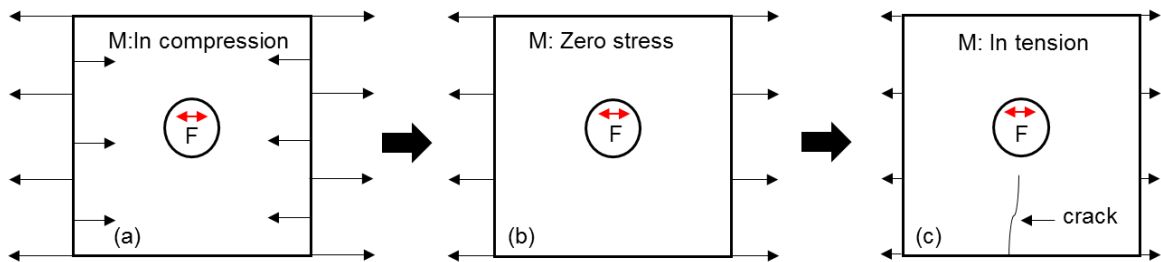 M:In compression
F
(a)
M: Zero stress
F
(b)
M: In tension
F
crack
(c)